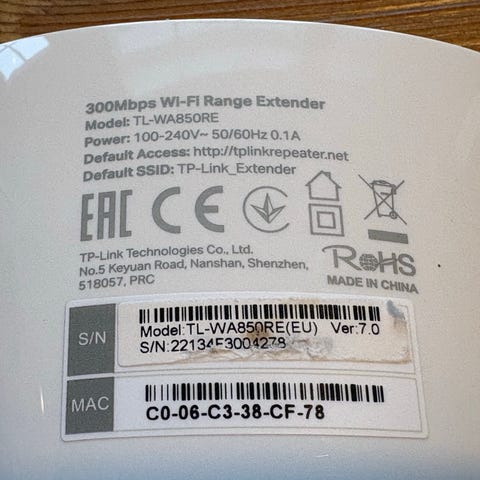 300Mbps Wi-Fi Range Extender
Model: TL-WA850RE
Power: 100-240V~ 50/60Hz 0.1A
Default Access: http://tplinkrepeater.net
Default SSID: TP-Link_Extender
EAC CE
TP-Link Technologies Co., Ltd.
No.5 Keyuan Road, Nanshan, Shenzhen,
518057, PRC
RoHS
MADE IN CHINA
S/N
Model:TL-WA850RE(EU) Ver:7.0
S/N:22134F3004278
MAC
C0-06-C3-38-CF-78